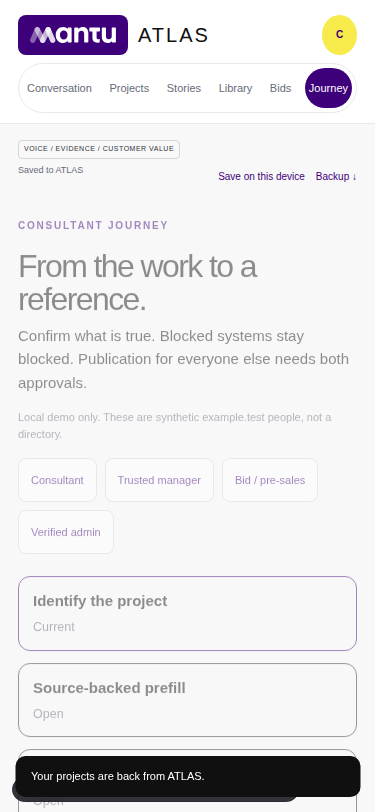 mantu ATLAS
C
Conversation Projects Stories Library Bids Journey
VOICE / EVIDENCE / CUSTOMER VALUE
Saved to ATLAS
Save on this device Backup ↓
CONSULTANT JOURNEY
From the work to a
reference.
Confirm what is true. Blocked systems stay
blocked. Publication for everyone else needs both
approvals.
Local demo only. These are synthetic example.test people, not a
directory.
Consultant Trusted manager Bid / pre-sales
Verified admin
Identify the project
Current
Source-backed prefill
Open
Your projects are back from ATLAS.
Open